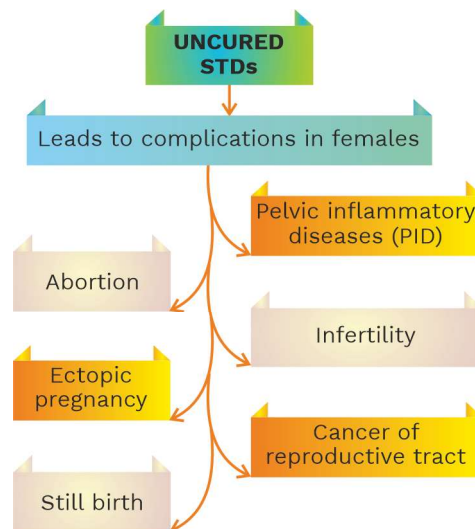 UNCURED
STDs
Leads to complications in females
Pelvic inflammatory
diseases (PID)
Abortion
Infertility
Ectopic
pregnancy
Cancer of
reproductive tract
Still birth